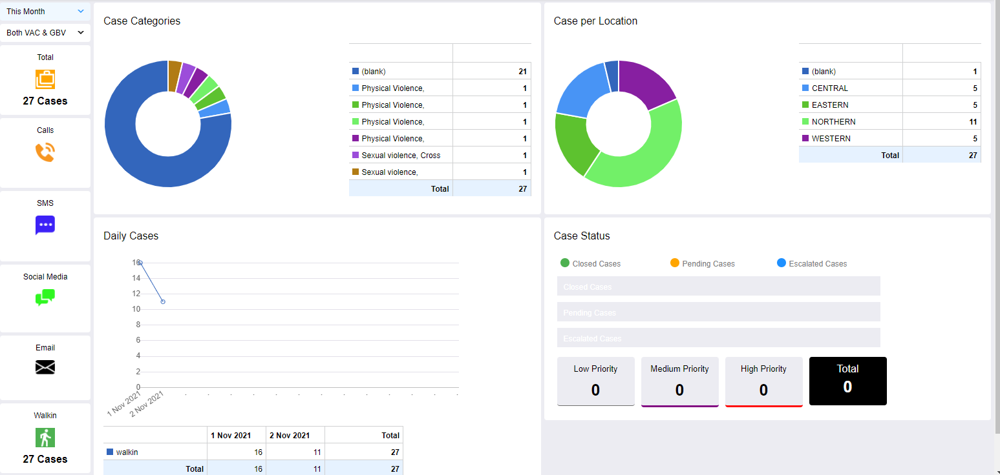 This Month
Both VAC & GBV
Total
27 Cases
Calls
SMS
Social Media
Email
Walkin
27 Cases
Case Categories
(blank) 21
Physical Violence, 1
Physical Violence, 1
Physical Violence, 1
Physical Violence, 1
Sexual violence, Cross 1
Sexual violence, 1
Total 27
Case per Location
(blank) 1
CENTRAL 5
EASTERN 5
NORTHERN 11
WESTERN 5
Total 27
Daily Cases
16
14
12
10
8
6
4
2
0
1 Nov 2021
2 Nov 2021
1 Nov 2021 2 Nov 2021 Total
walkin 16 11 27
Total 16 11 27
Case Status
Closed Cases Pending Cases Escalated Cases
Closed Cases
Pending Cases
Escalated Cases
Low Priority Medium Priority High Priority Total
0 0 0 0